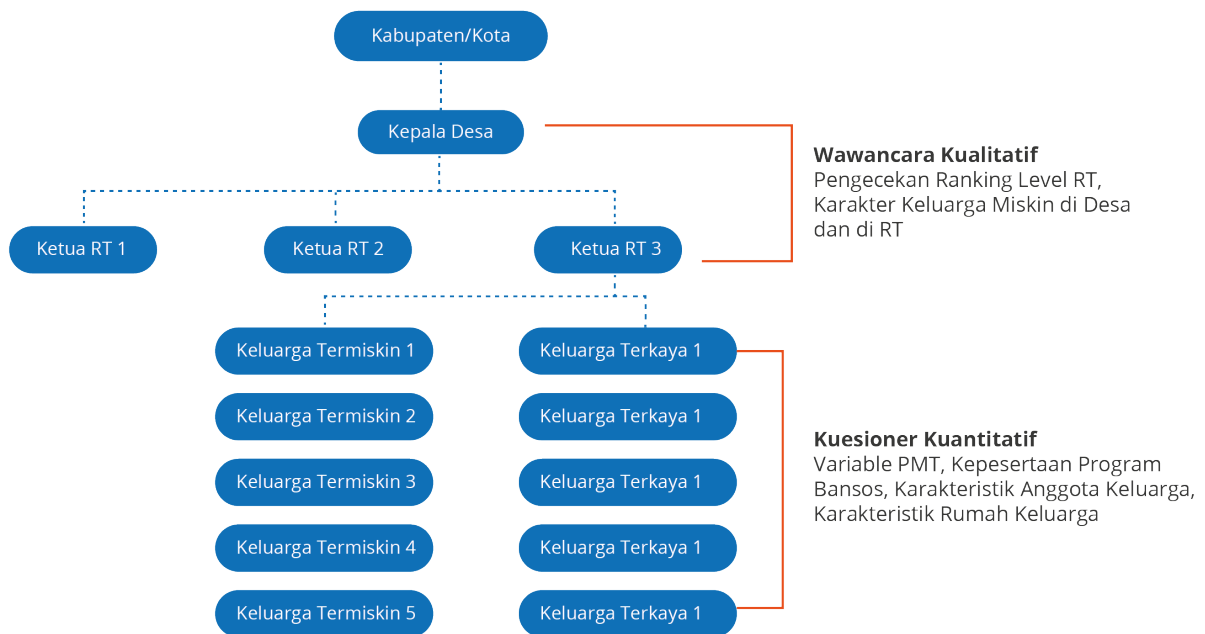 Kabupaten/Kota
Kepala Desa
Wawancara Kualitatif
Pengecekan Ranking Level RT,
Karakter Keluarga Miskin di Desa
dan di RT
Ketua RT 1
Ketua RT 2
Ketua RT 3
Keluarga Termiskin 1
Keluarga Terkaya 1
Keluarga Termiskin 2
Keluarga Terkaya 1
Kuesioner Kuantitatif
Variable PMT, Kepesertaan Program
Bansos, Karakteristik Anggota Keluarga,
Karakteristik Rumah Keluarga
Keluarga Termiskin 3
Keluarga Terkaya 1
Keluarga Termiskin 4
Keluarga Terkaya 1
Keluarga Termiskin 5
Keluarga Terkaya 1